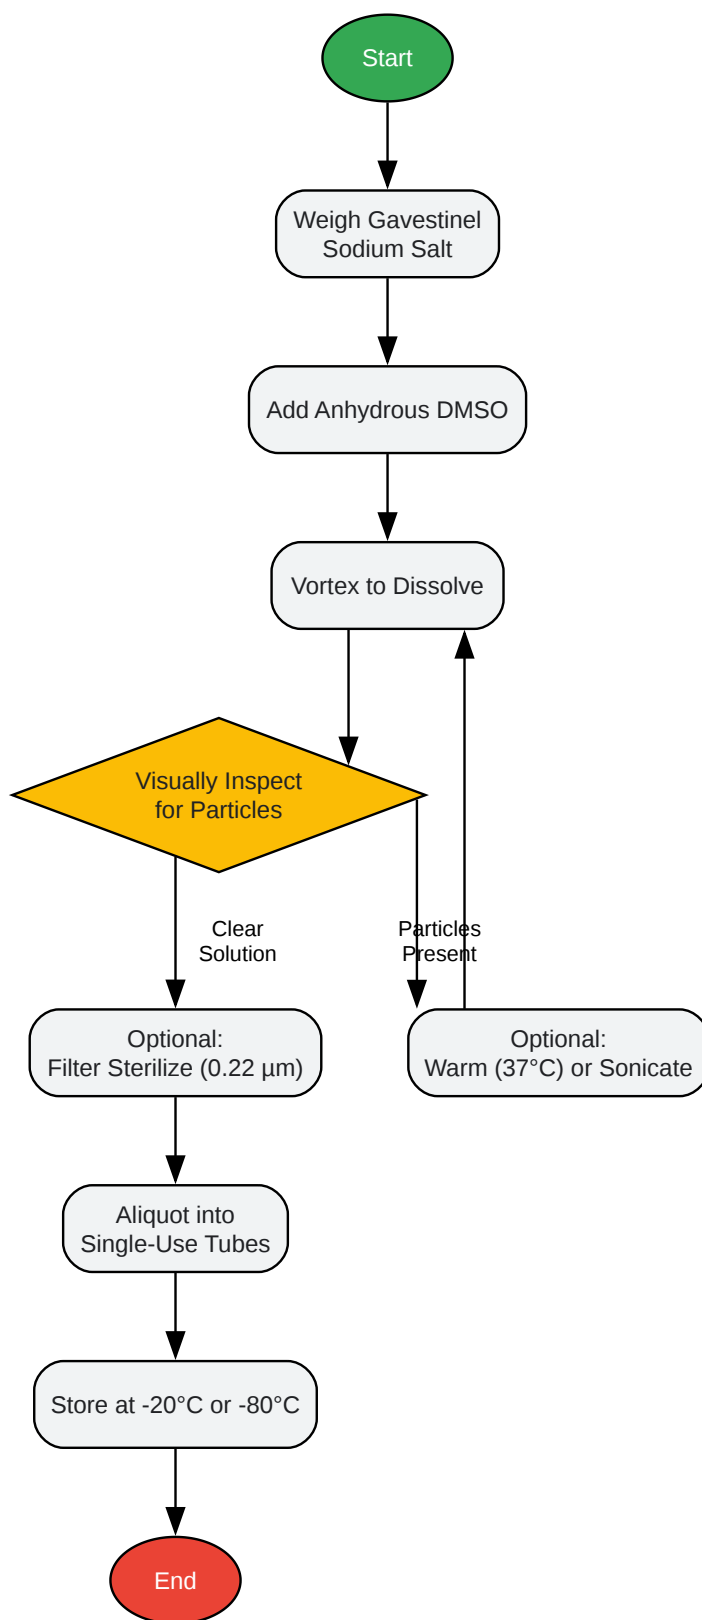 Start
Weigh Gavestinel
Sodium Salt
Add Anhydrous DMSO
Vortex to Dissolve
Visually Inspect
for Particles
Clear
Solution
Particles
Present
Optional:
Filter Sterilize (0.22 µm)
Optional:
Warm (37°C) or Sonicate
Aliquot into
Single-Use Tubes
Store at -20°C or -80°C
End